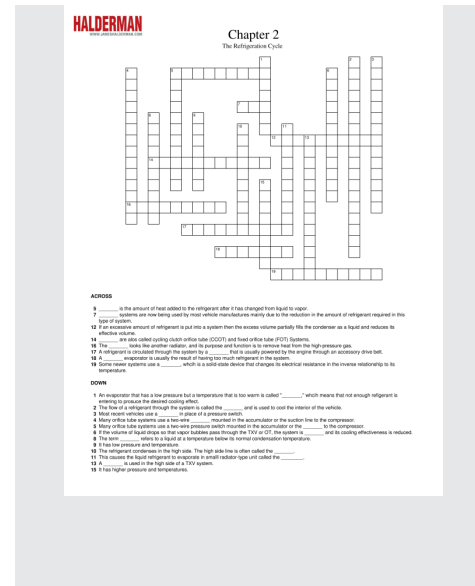 HALDERMAN
WWW.JAMESHALDERMAN.COM
Chapter 2
The Refrigeration Cycle
1
2
3
4
5
6
7
8
9
10
11
12
13
14
15
16
17
18
19
ACROSS
5 _______ is the amount of heat added to the refrigerant after it has changed from liquid to vapor.
7 _______ systems are now being used by most vehicle manufactures mainly due to the reduction in the amount of refrigerant required in this
type of system.
12 If an excessive amount of refrigerant is put into a system then the excess volume partially fills the condenser as a liquid and reduces its
effective volume.
14 _______ are also called cycling clutch orifice tube (CCOT) and fixed orifice tube (FOT) Systems.
16 The _______ looks like another radiator, and its purpose and function is to remove heat from the high-pressure gas.
17 A refrigerant is circulated through the system by a _______ that is usually powered by the engine through an accessory drive belt.
18 A _______ evaporator is usually the result of having too much refrigerant in the system.
19 Some newer systems use a _______, which is a solid-state device that changes its electrical resistance in the inverse relationship to its
temperature.
DOWN
1 An evaporator that has a low pressure but a temperature that is too warm is called "_______," which means that not enough refrigerant is
entering to produce the desired cooling effect.
2 The flow of a refrigerant through the system is called the _______ and is used to cool the interior of the vehicle.
3 Most recent vehicles use a _______ in place of a pressure switch.
4 Many orifice tube systems use a two-wire _______, mounted in the accumulator or the suction line to the compressor.
5 Many orifice tube systems use a two-wire pressure switch mounted in the accumulator or the _______ to the compressor.
6 If the volume of liquid drops so that vapor bubbles pass through the TXV or OT, the system is _______ and its cooling effectiveness is reduced.
8 The term _______ refers to a liquid at a temperature below its normal condensation temperature.
9 It has low pressure and temperature.
10 The refrigerant condenses in the high side. The high side line is often called the _______.
11 This causes the liquid refrigerant to evaporate in small radiator-type unit called the _______.
13 A _______ is used in the high side of a TXV system.
15 It has higher pressure and temperatures.